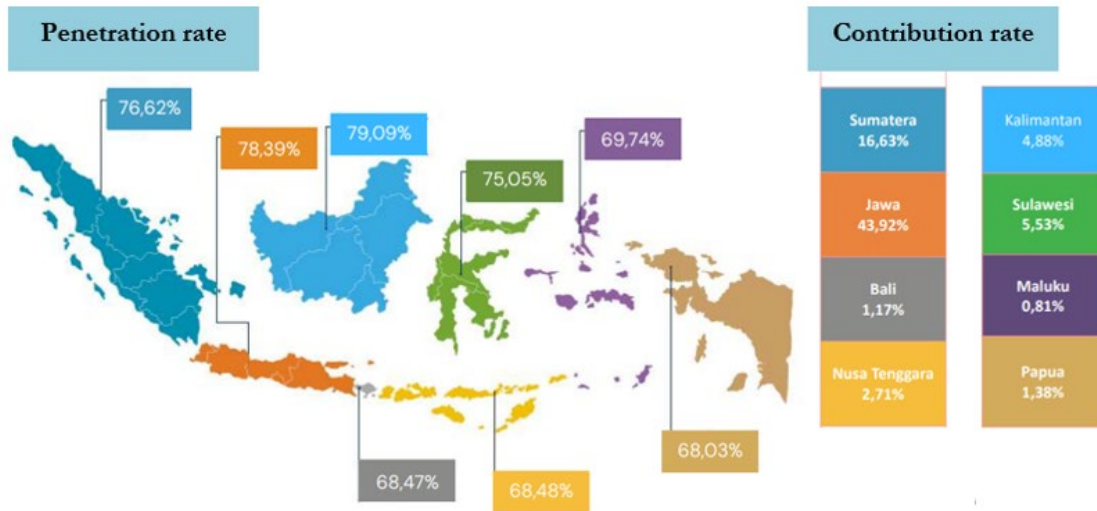 Penetration rate
Contribution rate
76,62%
78,39%
79,09%
75,05%
69,74%
68,47%
68,48%
68,03%
Sumatera
16,63%
Jawa
43,92%
Bali
1,17%
Nusa Tenggara
2,71%
Kalimantan
4,88%
Sulawesi
5,53%
Maluku
0,81%
Papua
1,38%